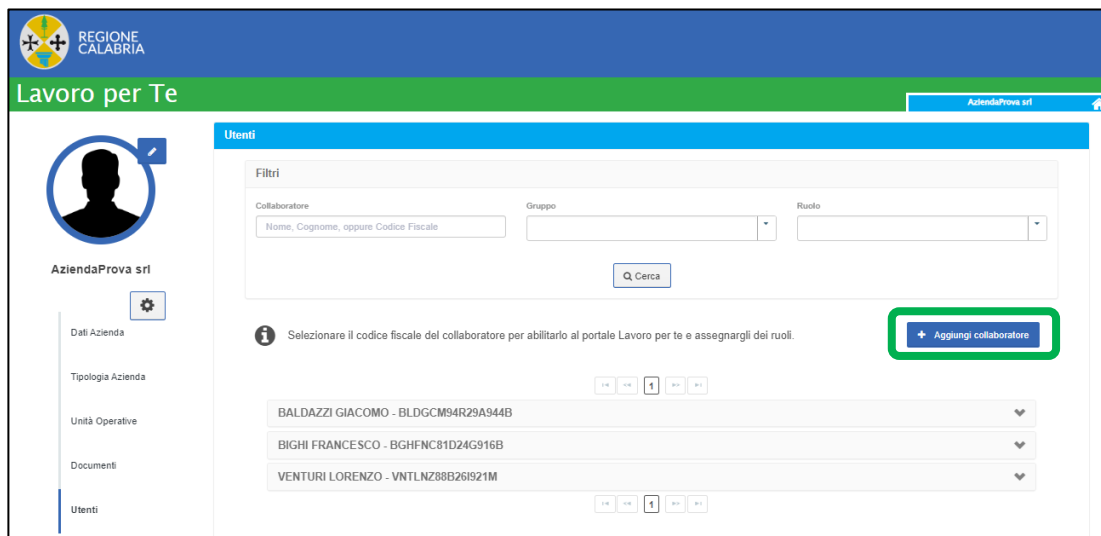 REGIONE
CALABRIA
Lavoro per Te
AziendaProva srl
Utenti
Filtri
Collaboratore
Gruppo
Ruolo
Nome, Cognome, oppure Codice Fiscale
Cerca
AziendaProva srl
Dati Azienda
Tipologia Azienda
Unità Operative
Documenti
Utenti
Selezionare il codice fiscale del collaboratore per abilitarlo al portale Lavoro per te e assegnargli dei ruoli.
+ Aggiungi collaboratore
1
BALDAZZI GIACOMO - BLDGCM94R29A944B
BIGHI FRANCESCO - BGHFNC81D24G916B
VENTURI LORENZO - VNTLNZ88B26I921M
1